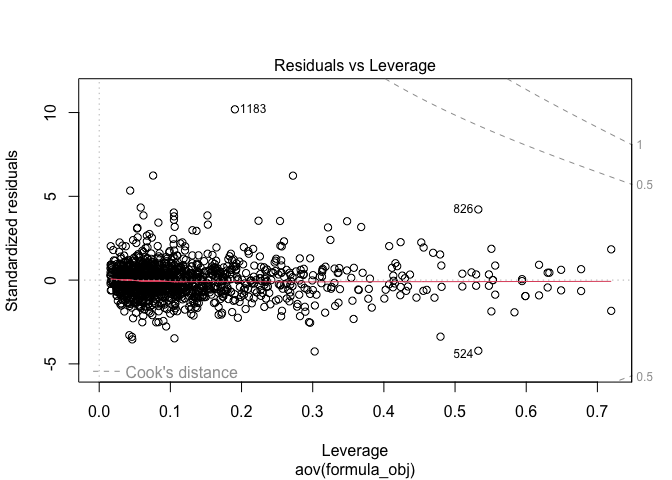 Residuals vs Leverage
Standardized residuals
10
5
0
-5
1183
826
524
1
0.5
0.5
Cook's distance
0.0 0.1 0.2 0.3 0.4 0.5 0.6 0.7
Leverage
aov(formula_obj)